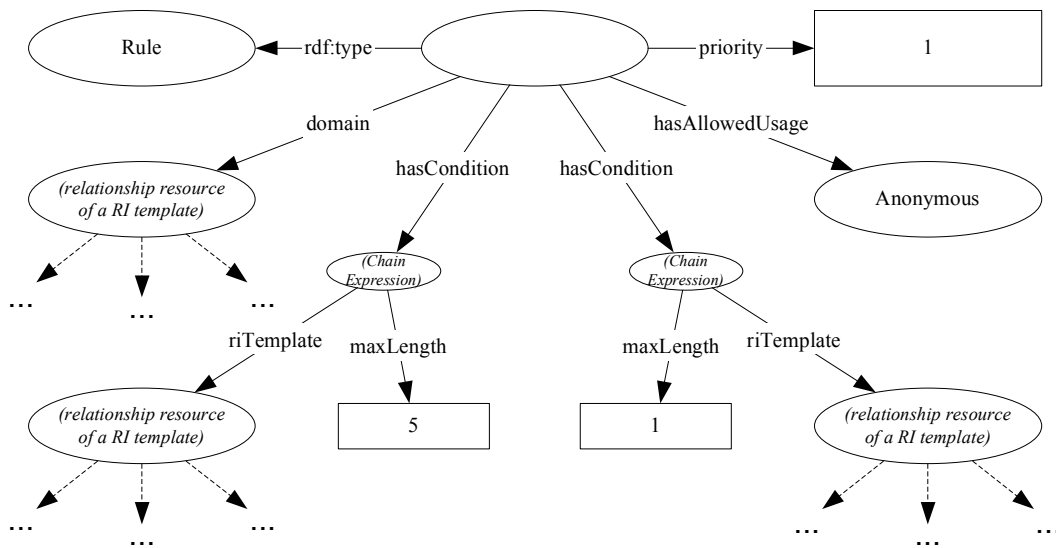 Rule
rdf:type
priority
1
domain
hasAllowedUsage
hasCondition
hasCondition
(relationship resource
of a RI template)
Anonymous
(Chain
Expression)
(Chain
Expression)
...
...
...
riTemplate
maxLength
maxLength
riTemplate
(relationship resource
of a RI template)
5
1
(relationship resource
of a RI template)
...
...
...
...
...
...